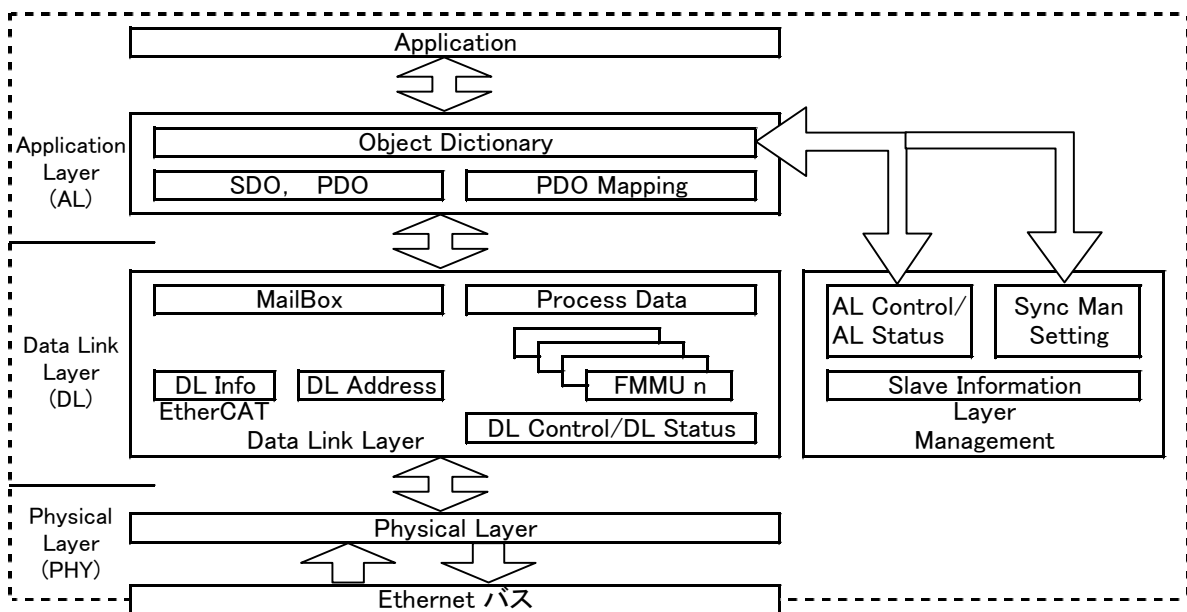 Application
Application
Layer
(AL)
Object Dictionary
SDO, PDO
PDO Mapping
Data Link
Layer
(DL)
MailBox
Process Data
FMMU n
DL Info
DL Address
EtherCAT
Data Link Layer
DL Control/DL Status
AL Control/
AL Status
Sync Man
Setting
Slave Information
Layer
Management
Physical
Layer
(PHY)
Physical Layer
Ethernet バス